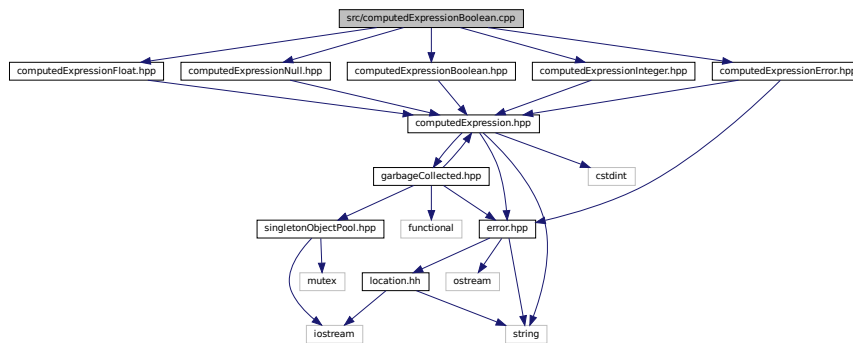 src/computedExpressionBoolean.cpp
computedExpressionFloat.hpp
computedExpressionNull.hpp
computedExpressionBoolean.hpp
computedExpressionInteger.hpp
computedExpressionError.hpp
computedExpression.hpp
garbageCollected.hpp
cstdint
singletonObjectPool.hpp
functional
error.hpp
mutex
location.hh
ostream
iostream
string